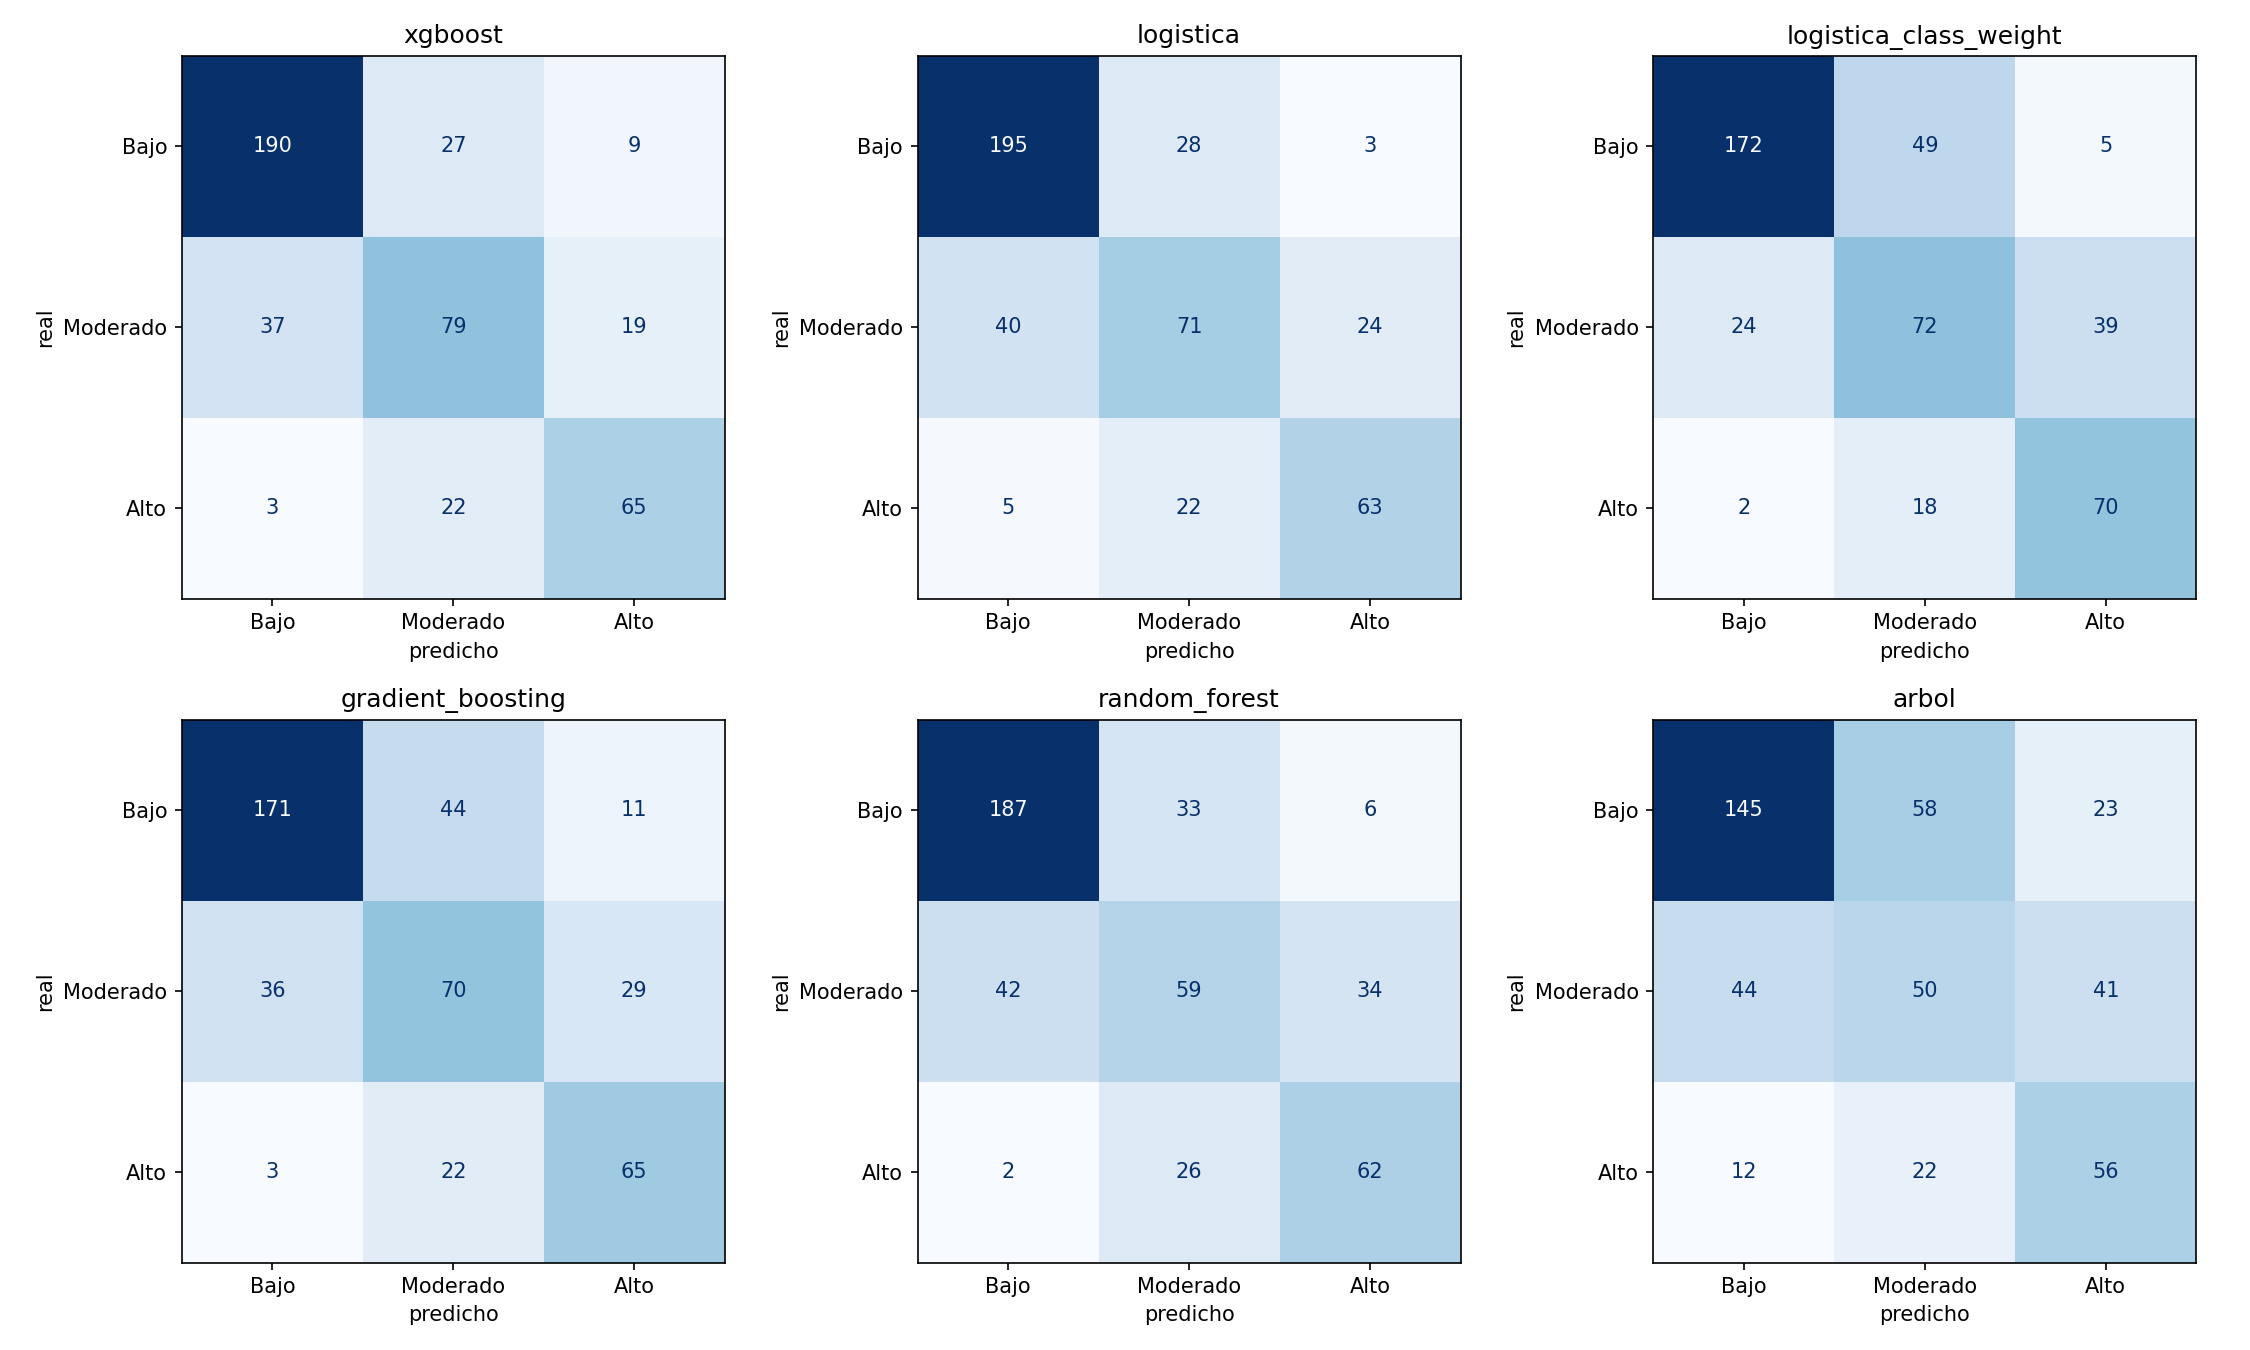 xgboost
Bajo 190 27 9
Moderado 37 79 19
Alto 3 22 65
real
Bajo Moderado Alto
predicho
logistica
Bajo 195 28 3
Moderado 40 71 24
Alto 5 22 63
real
Bajo Moderado Alto
predicho
logistica_class_weight
Bajo 172 49 5
Moderado 24 72 39
Alto 2 18 70
real
Bajo Moderado Alto
predicho
gradient_boosting
Bajo 171 44 11
Moderado 36 70 29
Alto 3 22 65
real
Bajo Moderado Alto
predicho
random_forest
Bajo 187 33 6
Moderado 42 59 34
Alto 2 26 62
real
Bajo Moderado Alto
predicho
arbol
Bajo 145 58 23
Moderado 44 50 41
Alto 12 22 56
real
Bajo Moderado Alto
predicho